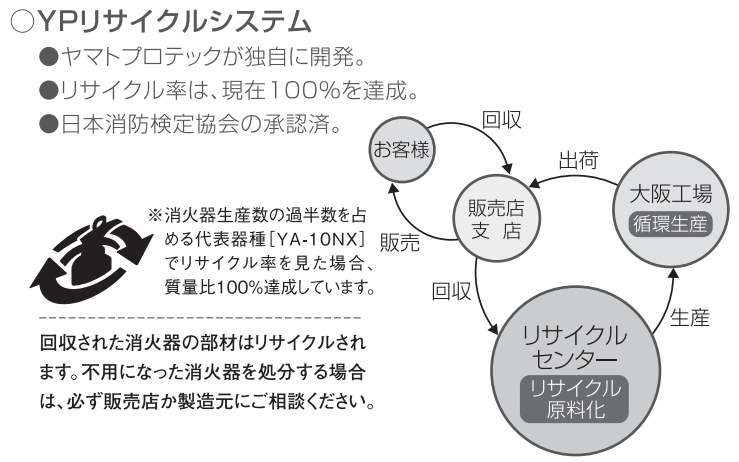 ○YPリサイクルシステム
●ヤマトプロテックが独自に開発。
●リサイクル率は、現在100%を達成。
●日本消防検定協会の承認済。
※消火器生産数の過半数を占
める代表器種[YA-10NX]
でリサイクル率を見た場合、
質量比100%達成しています。
回収された消火器の部材はリサイクルされ
ます。不用になった消火器を処分する場合
は、必ず販売店か製造元にご相談ください。
お客様
回収
販売
販売店
支 店
出荷
大阪工場
循環生産
回収
生産
リサイクル
センター
リサイクル
原料化